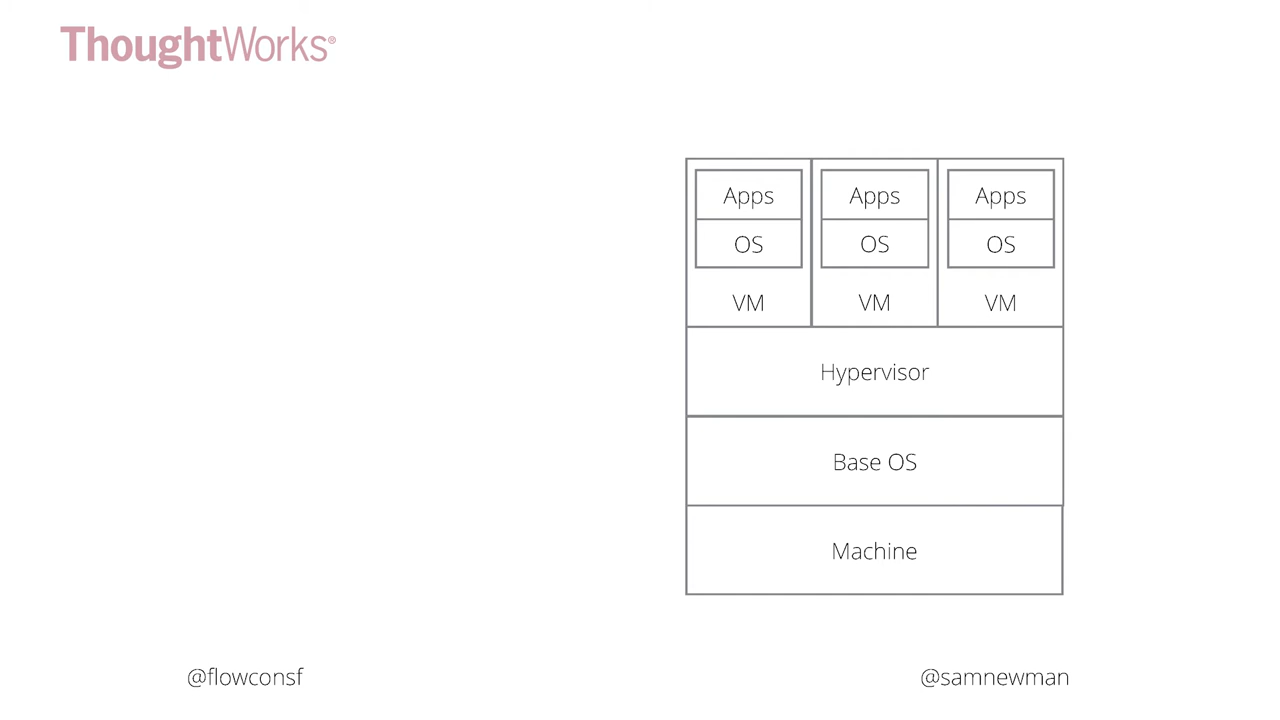 ThoughtWorks®
Apps Apps Apps
OS OS OS
VM VM VM
Hypervisor
Base OS
Machine
@flowconsf @samnewman